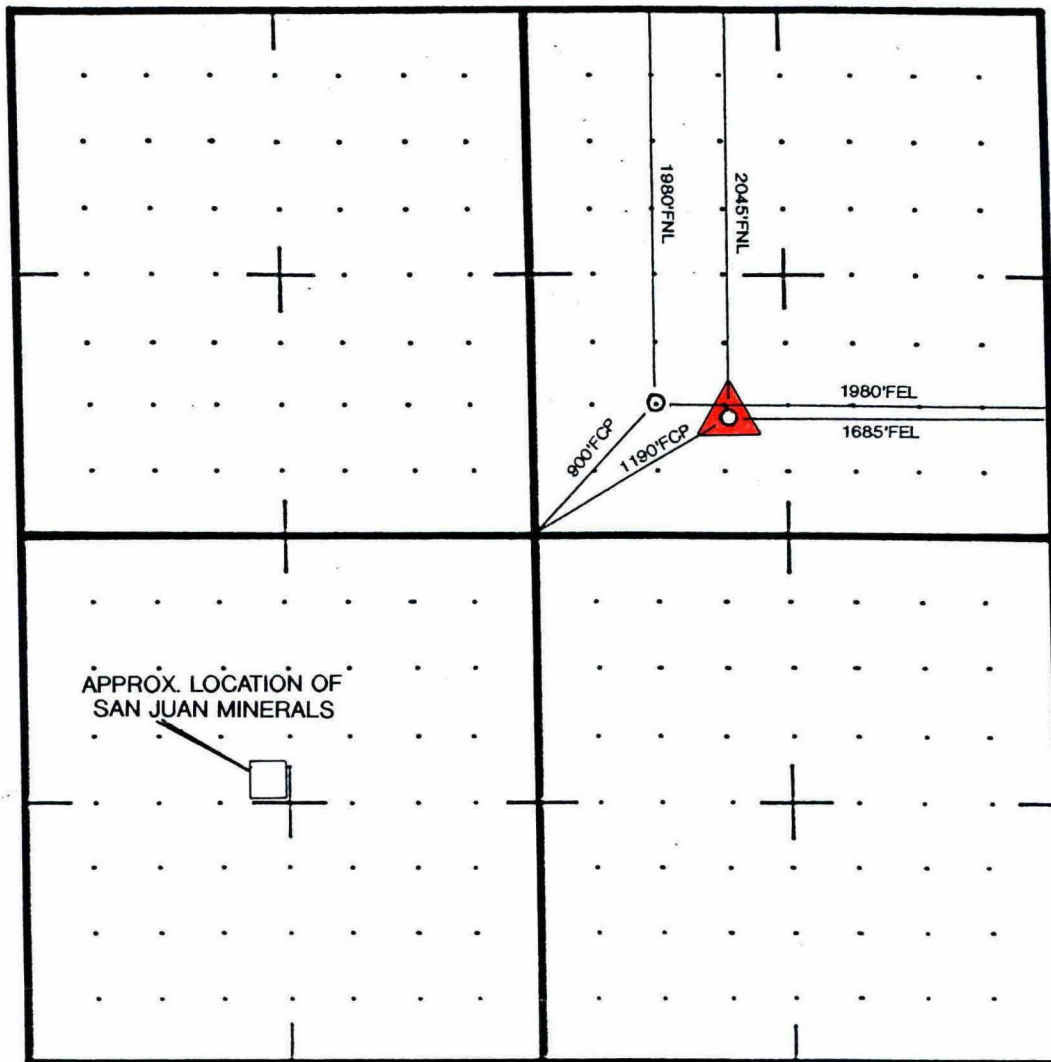 1980'FNL
2045'FNL
1980'FEL
1685'FEL
900'FCP
1190'FCP
APPROX. LOCATION OF
SAN JUAN MINERALS